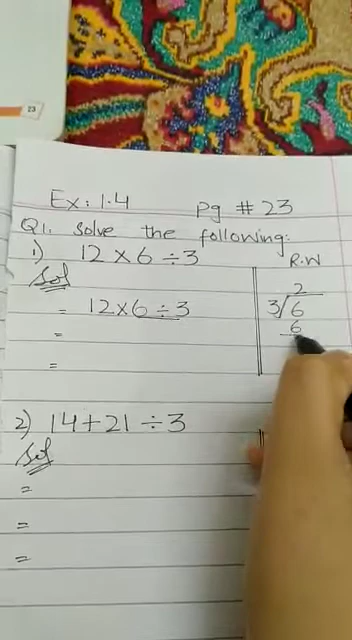 23
Ex: 1.4 Pg # 23
Q1. Solve the following:
1) 12 × 6 ÷ 3
Sol R.W
= 12 × 6 ÷ 3
=
=
2
3√6
6
2) 14 + 21 ÷ 3
Sol
=
=
=